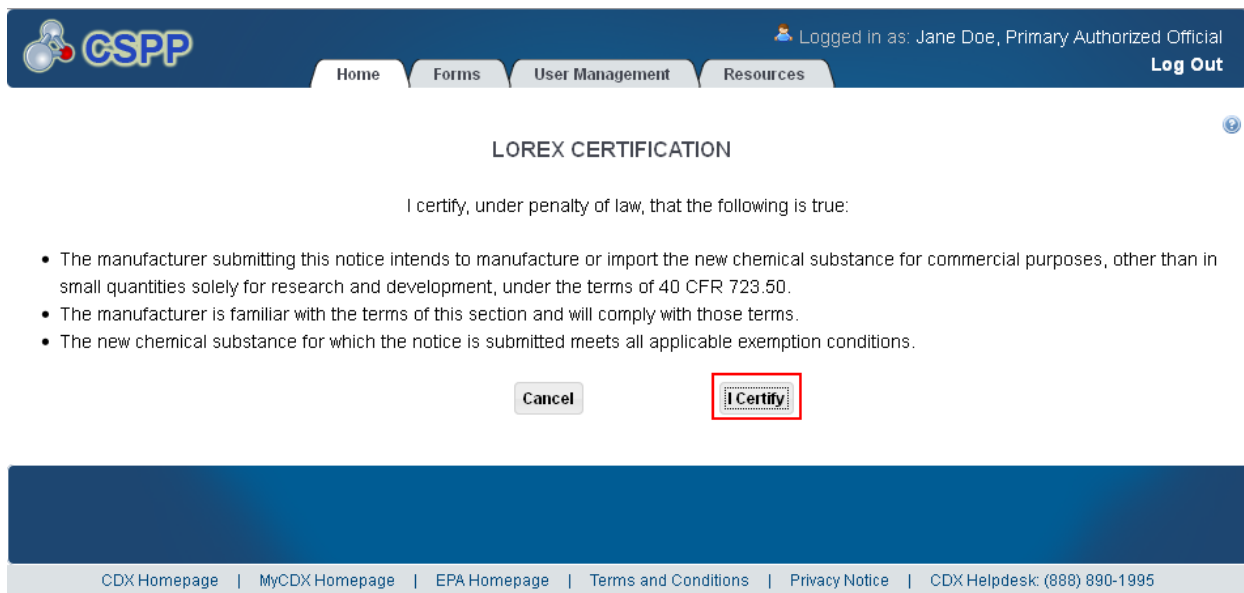 CSPP
Logged in as: Jane Doe, Primary Authorized Official
Log Out
Home Forms User Management Resources
LOREX CERTIFICATION
I certify, under penalty of law, that the following is true:
• The manufacturer submitting this notice intends to manufacture or import the new chemical substance for commercial purposes, other than in
small quantities solely for research and development, under the terms of 40 CFR 723.50.
• The manufacturer is familiar with the terms of this section and will comply with those terms.
• The new chemical substance for which the notice is submitted meets all applicable exemption conditions.
Cancel I Certify
CDX Homepage | MyCDX Homepage | EPA Homepage | Terms and Conditions | Privacy Notice | CDX Helpdesk: (888) 890-1995